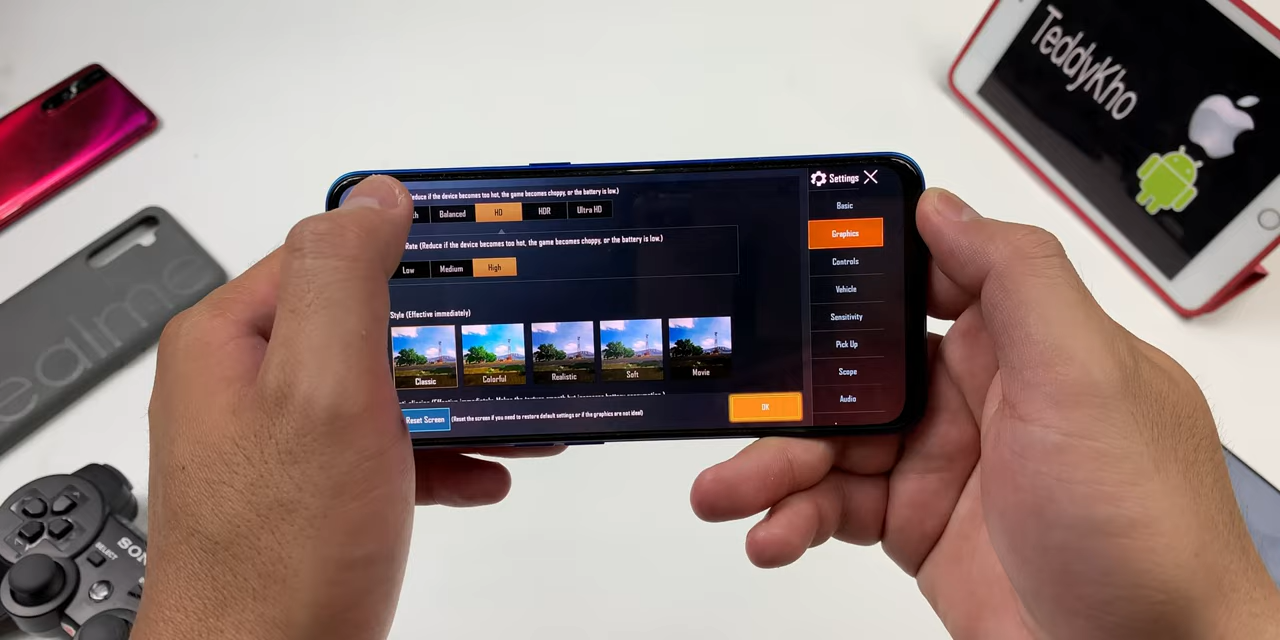 TeddyKho
realme
SELECT
SON
Reduce if the device becomes too hot, the game becomes choppy, or the battery is low.)
Balanced HD HDR Ultra HD
Rate (Reduce if the device becomes too hot, the game becomes choppy, or the battery is low.)
Low Medium High
Style (Effective immediately)
Classic Colorful Realistic Soft Movie
Reset Screen (Reset the screen if you need to restore default settings or if the graphics are not ideal)
OK
Settings
Basic
Graphics
Controls
Vehicle
Sensitivity
Pick Up
Scope
Audio